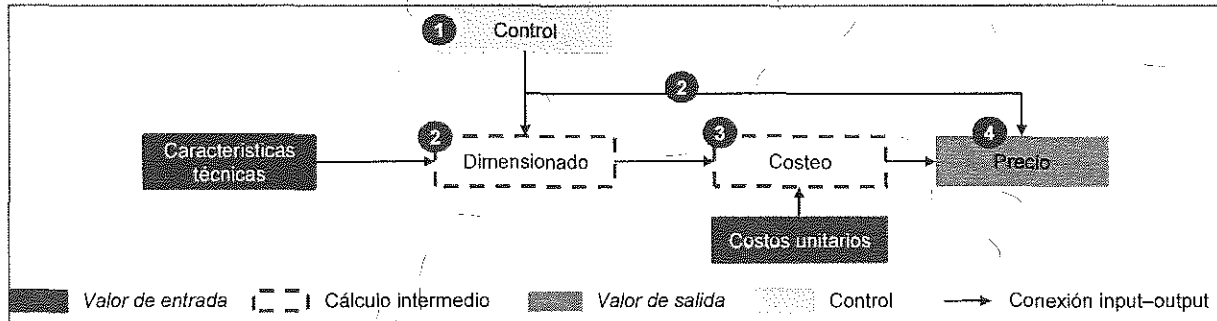 1 Control
2
Características técnicas
2 Dimensionado
3 Costeo
4 Precio
Costos unitarios
Valor de entrada Cálculo intermedio Valor de salida Control Conexión input–output